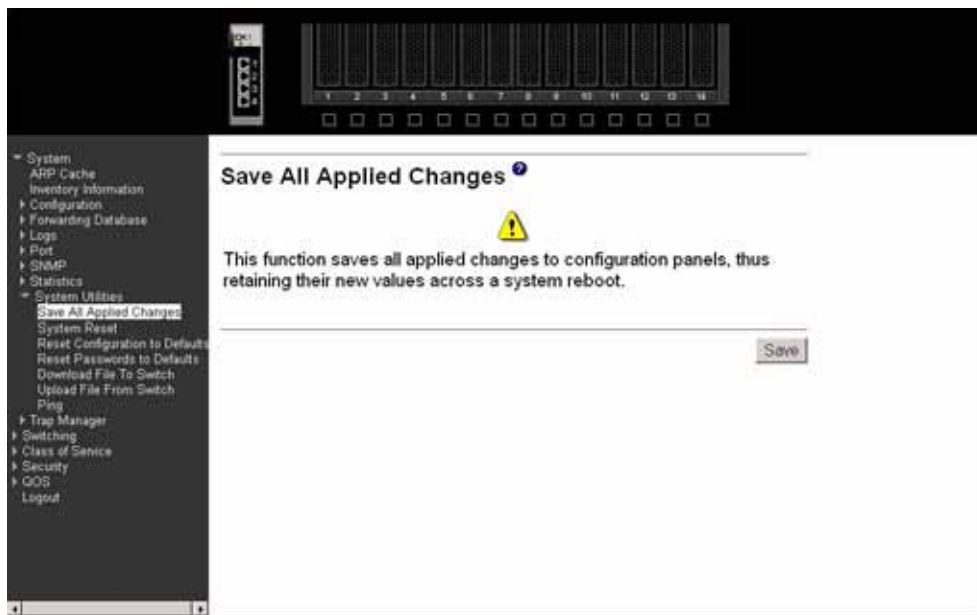 1 2 3 4 5 6 7 8 9 10 11 12 13 14
System
ARP Cache
Inventory Information
Configuration
Forwarding Database
Logs
Port
SNMP
Statistics
System Utilities
Save All Applied Changes
System Reset
Reset Configuration to Defaults
Reset Passwords to Defaults
Download File To Switch
Upload File From Switch
Ping
Trap Manager
Switching
Class of Service
Security
QOS
Logout
Save All Applied Changes ?
!
This function saves all applied changes to configuration panels, thus
retaining their new values across a system reboot.
Save